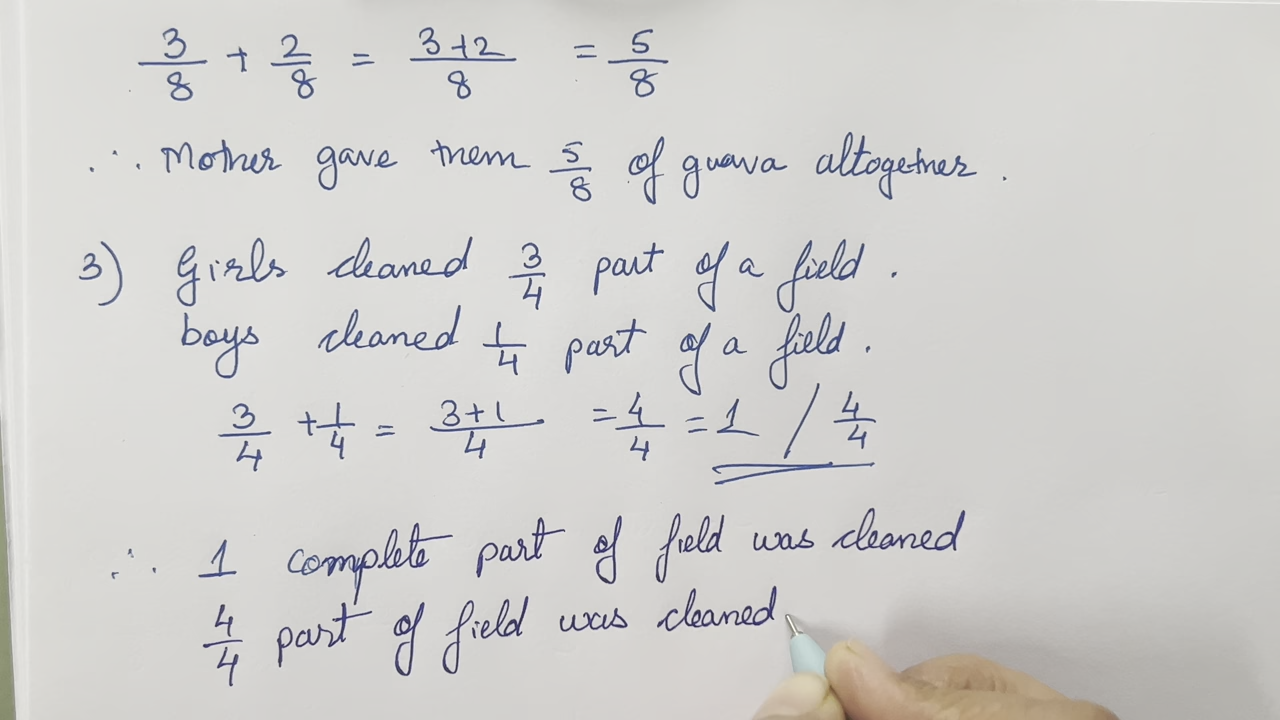 3/8 + 2/8 = 3+2/8 = 5/8
∴ Mother gave them 5/8 of guava altogether.
3) Girls cleaned 3/4 part of a field.
boys cleaned 1/4 part of a field.
3/4 + 1/4 = 3+1/4 = 4/4 = 1 / 4/4
∴ 1 complete part of field was cleaned
4/4 part of field was cleaned